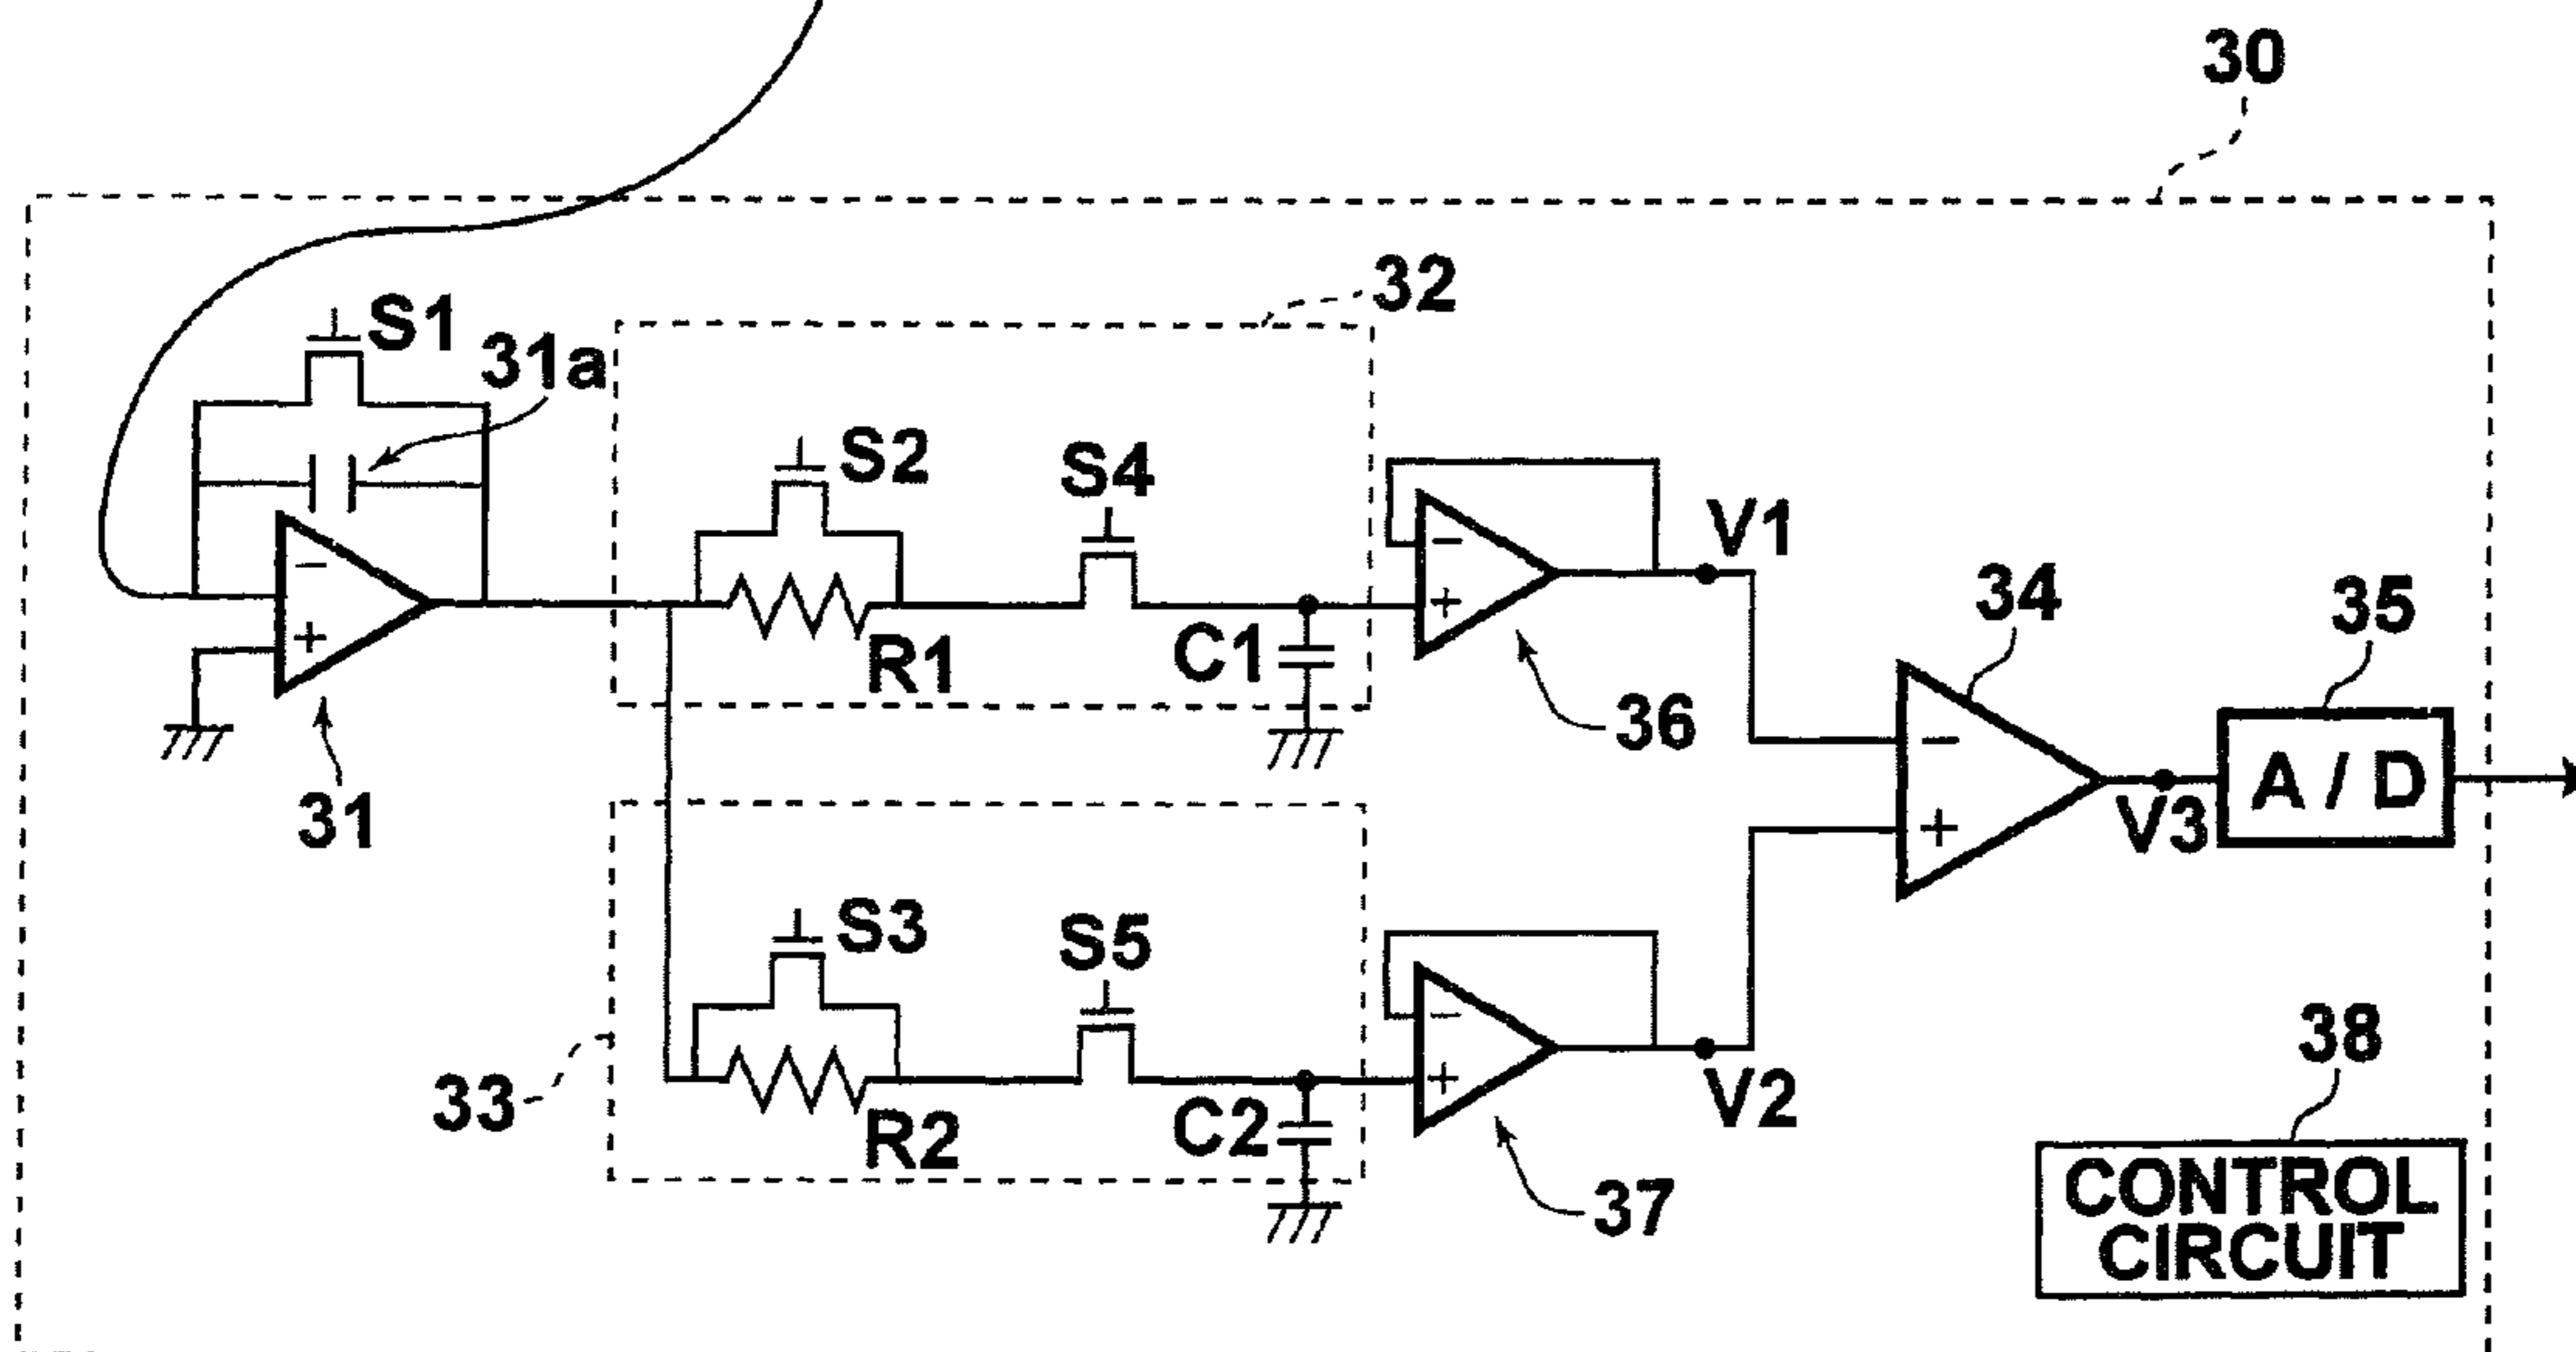 30
32
S1
31a
S2
S4
V1
−
−
+
+
R1
C1
34
35
36
−
A / D
+
V3
31
S3
S5
33
−
+
R2
C2
V2
38
37
CONTROL
CIRCUIT